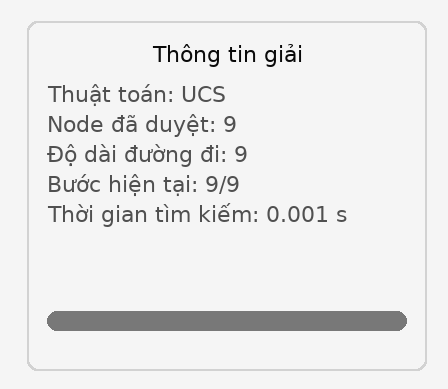 Thông tin giải
Thuật toán: UCS
Node đã duyệt: 9
Độ dài đường đi: 9
Bước hiện tại: 9/9
Thời gian tìm kiếm: 0.001 s